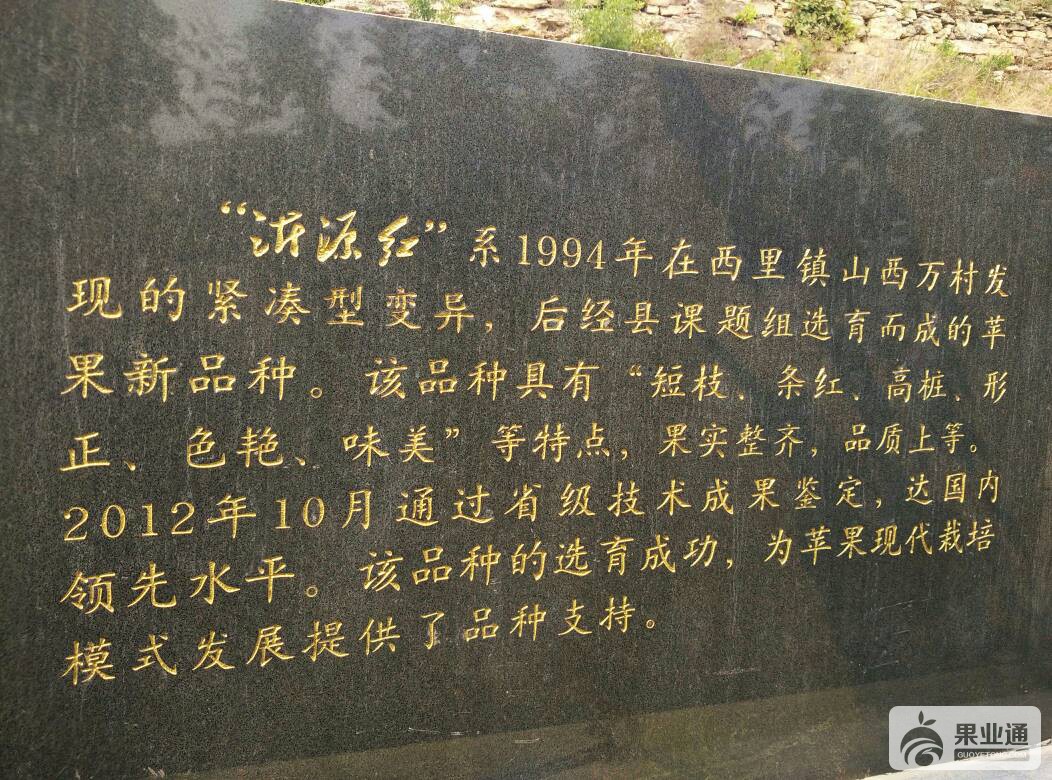 “沂源红”系1994年在西里镇山西万村发
现的紧凑型变异，后经县课题组选育而成的苹
果新品种。该品种具有“短枝、条红、高桩、形
正、色艳、味美”等特点，果实整齐，品质上等。
2012年10月通过省级技术成果鉴定，达国内
领先水平。该品种的选育成功，为苹果现代栽培
模式发展提供了品种支持。
果业通
GUOYETONG.COM